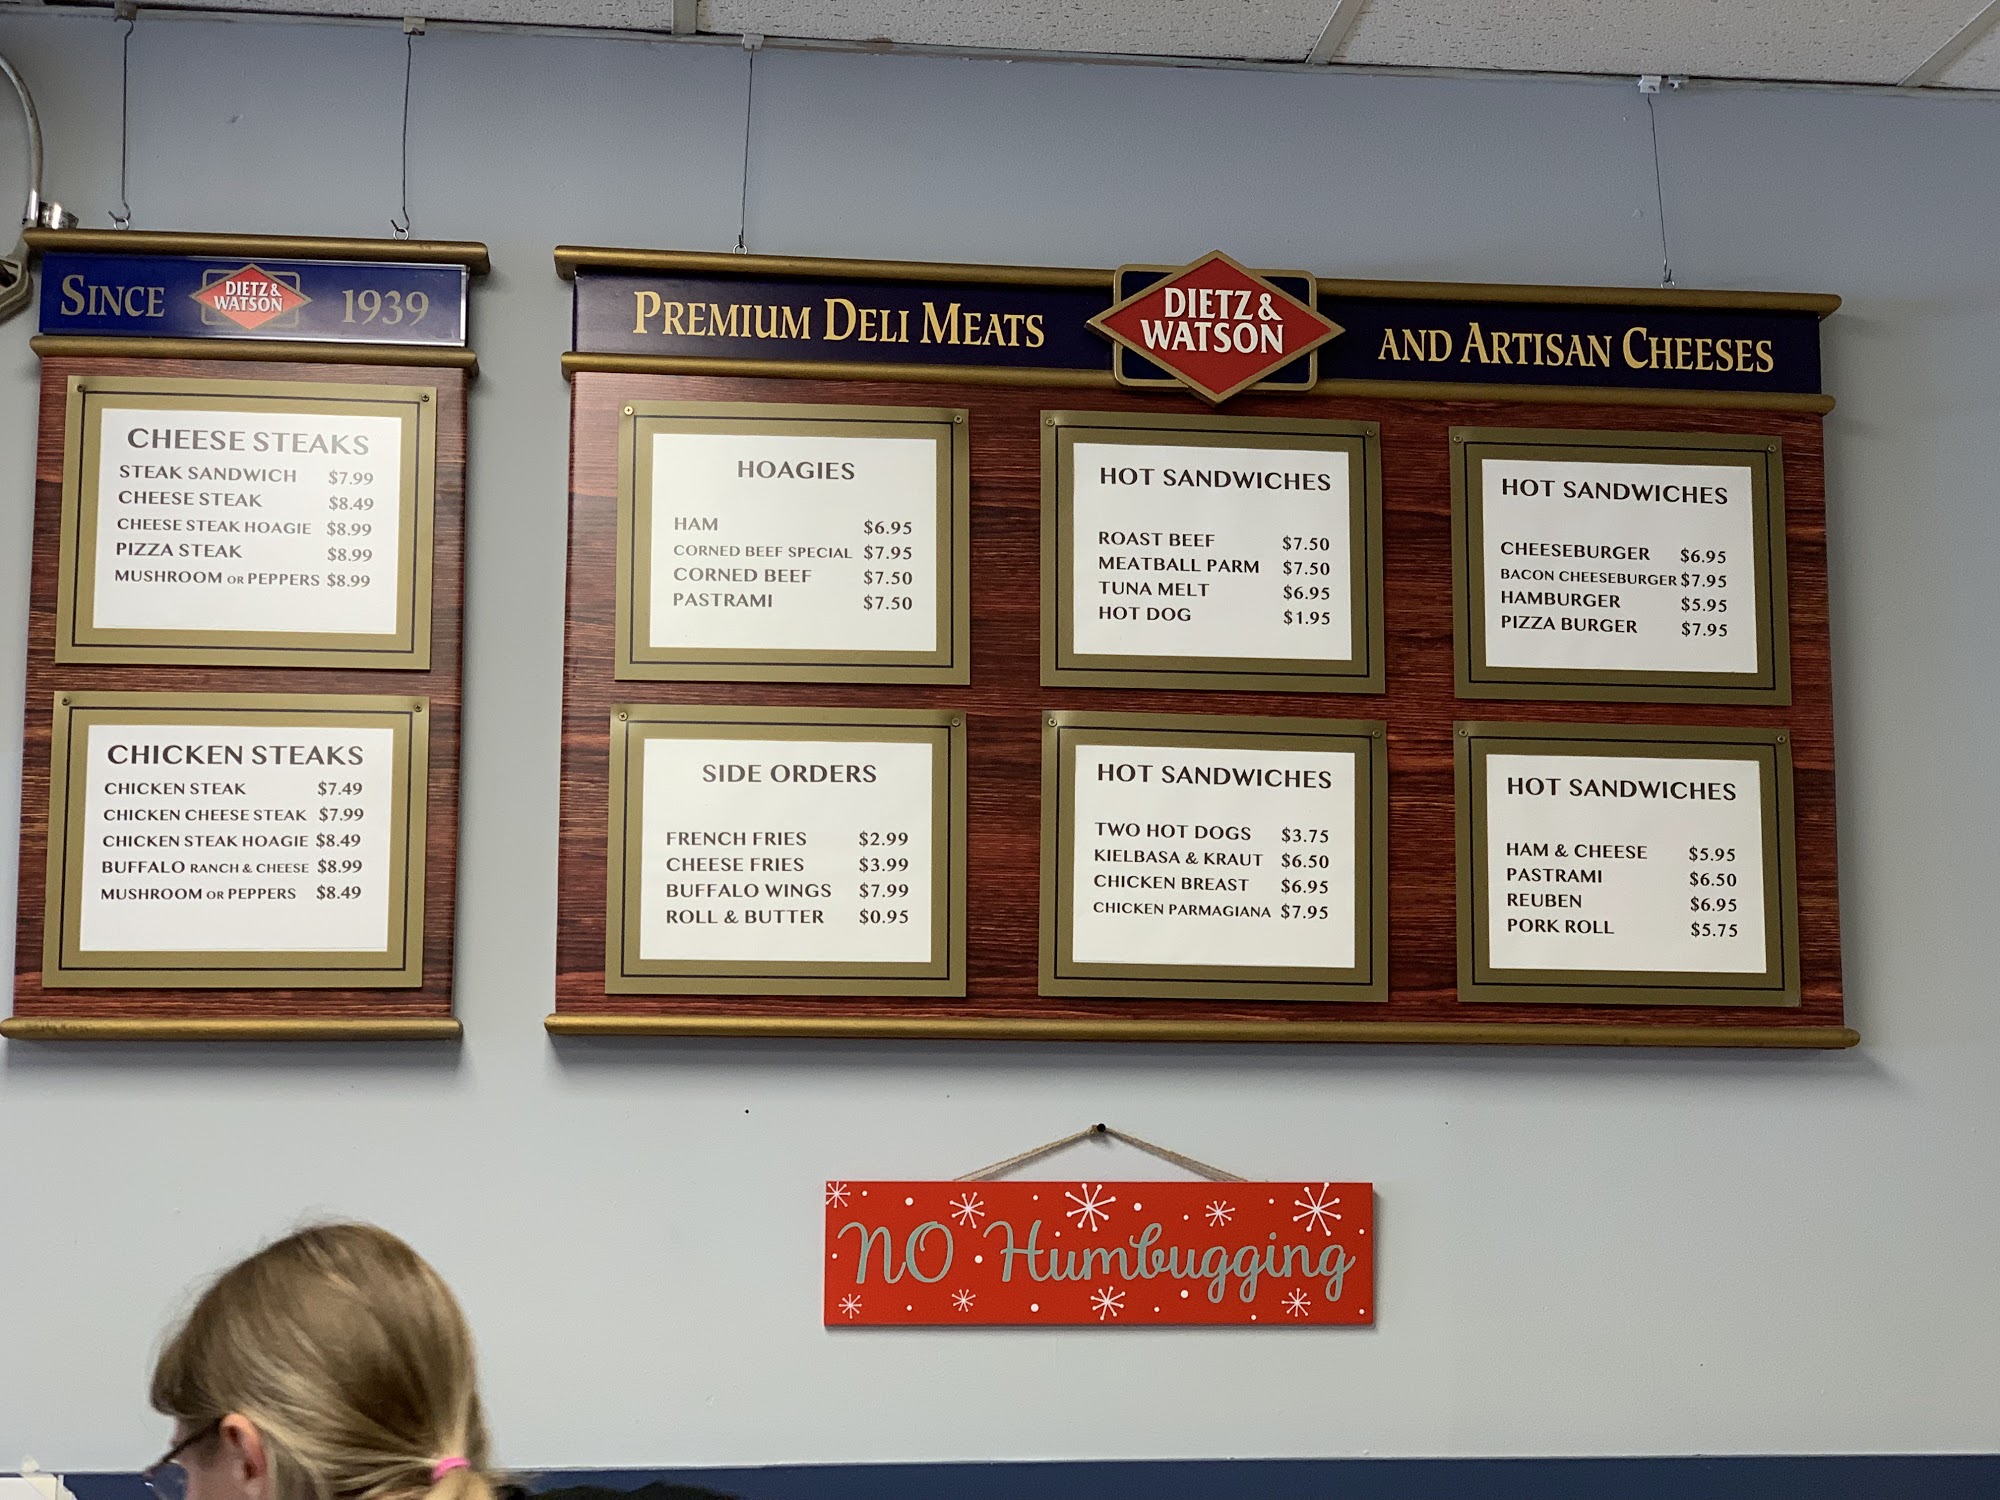 SINCE DIETZ & WATSON 1939
CHEESE STEAKS
STEAK SANDWICH $7.99
CHEESE STEAK $8.49
CHEESE STEAK HOAGIE $8.99
PIZZA STEAK $8.99
MUSHROOM OR PEPPERS $8.99
CHICKEN STEAKS
CHICKEN STEAK $7.49
CHICKEN CHEESE STEAK $7.99
CHICKEN STEAK HOAGIE $8.49
BUFFALO RANCH & CHEESE $8.99
MUSHROOM OR PEPPERS $8.49
PREMIUM DELI MEATS DIETZ & WATSON AND ARTISAN CHEESES
HOAGIES
HAM $6.95
CORNED BEEF SPECIAL $7.95
CORNED BEEF $7.50
PASTRAMI $7.50
HOT SANDWICHES
ROAST BEEF $7.50
MEATBALL PARM $7.50
TUNA MELT $6.95
HOT DOG $1.95
HOT SANDWICHES
CHEESEBURGER $6.95
BACON CHEESEBURGER $7.95
HAMBURGER $5.95
PIZZA BURGER $7.95
SIDE ORDERS
FRENCH FRIES $2.99
CHEESE FRIES $3.99
BUFFALO WINGS $7.99
ROLL & BUTTER $0.95
HOT SANDWICHES
TWO HOT DOGS $3.75
KIELBASA & KRAUT $6.50
CHICKEN BREAST $6.95
CHICKEN PARMAGIANA $7.95
HOT SANDWICHES
HAM & CHEESE $5.95
PASTRAMI $6.50
REUBEN $6.95
PORK ROLL $5.75
NO Humbugging